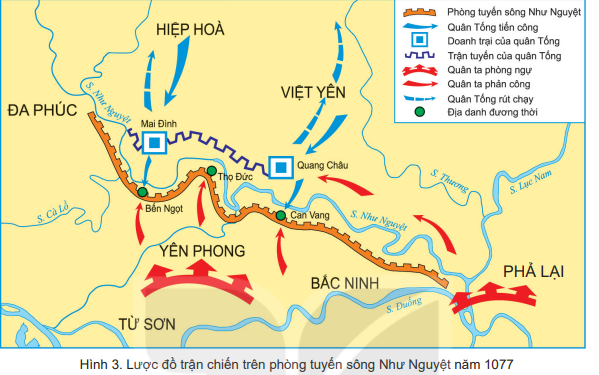 HIỆP HOÀ
Phòng tuyến sông Như Nguyệt
Quân Tống tiến công
Doanh trại của quân Tống
Trận tuyến của quân Tống
Quân ta phòng ngự
Quân ta phản công
Quân Tống rút chạy
Địa danh đương thời
ĐA PHÚC
S. Như Nguyệt
VIỆT YÊN
Mai Đình
Quang Châu
Thọ Đức
S. Thương
S. Lục Nam
S. Cà Lồ
Bến Ngọt
Can Vang
S. Như Nguyệt
YÊN PHONG
BẮC NINH
PHẢ LẠI
S. Duống
TỪ SƠN
Hình 3. Lược đồ trận chiến trên phòng tuyến sông Như Nguyệt năm 1077